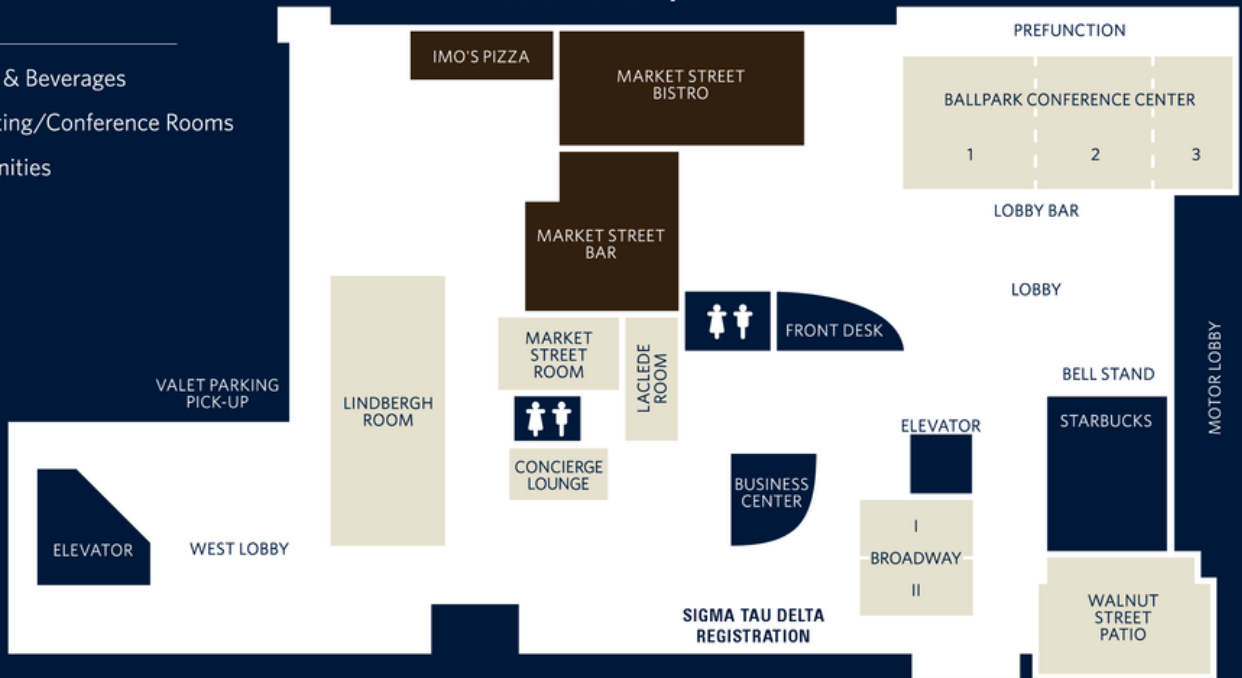 & Beverages
/Conference Rooms
PREFUNCTION
IMO'S PIZZA
MARKET STREET
BISTRO
BALLPARK CONFERENCE CENTER
1 2 3
LOBBY BAR
MARKET STREET
BAR
LOBBY
FRONT DESK
MARKET
STREET
ROOM
LACLEDE
ROOM
VALET PARKING
PICK-UP
LINDBERGH
ROOM
BELL STAND
MOTOR LOBBY
STARBUCKS
ELEVATOR
CONCIERGE
LOUNGE
BUSINESS
CENTER
I
BROADWAY
II
ELEVATOR
WEST LOBBY
SIGMA TAU DELTA
REGISTRATION
WALNUT
STREET
PATIO